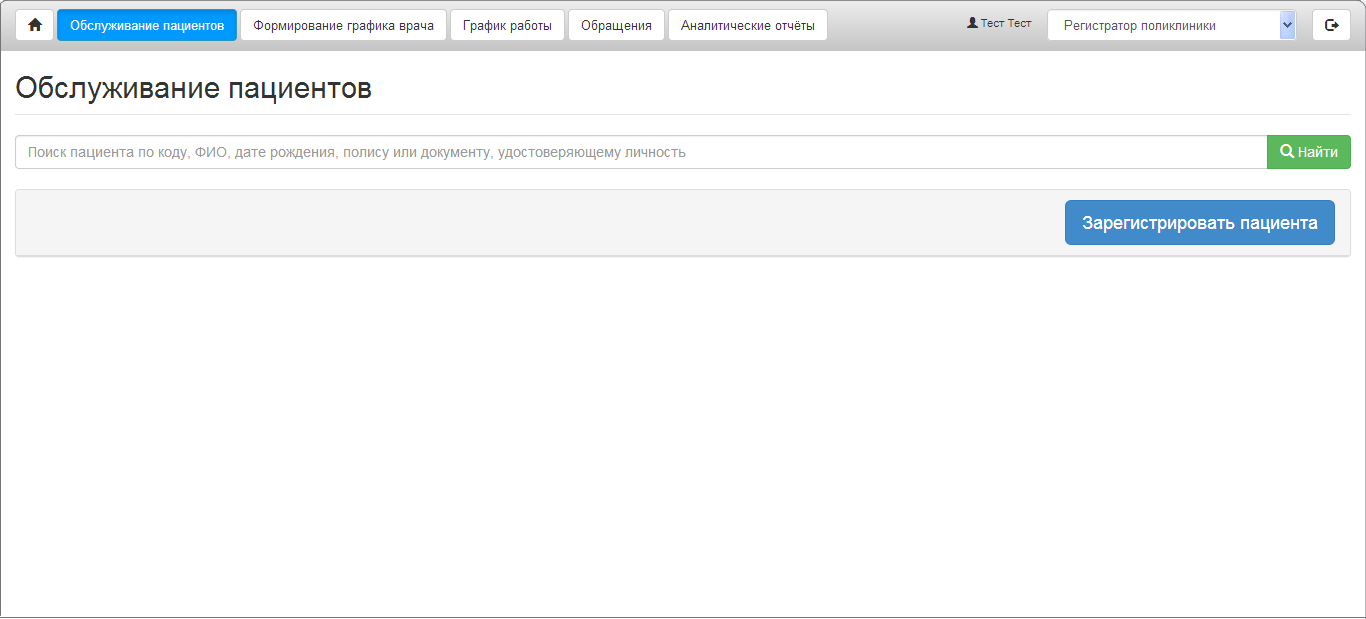 Обслуживание пациентов Формирование графика врача График работы Обращения Аналитические отчёты Тест Тест Регистратор поликлиники
Обслуживание пациентов
Поиск пациента по коду, ФИО, дате рождения, полису или документу, удостоверяющему личность Найти
Зарегистрировать пациента